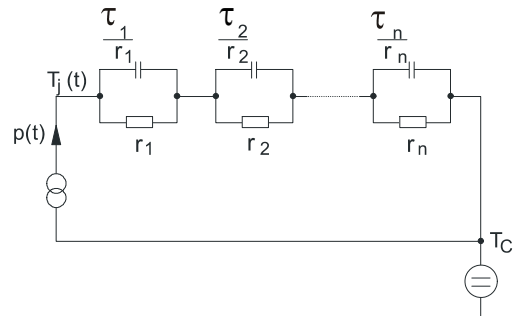 τ1 τ2 τn
r1 r2 rn
Tj(t)
p(t)
r1 r2 rn
TC